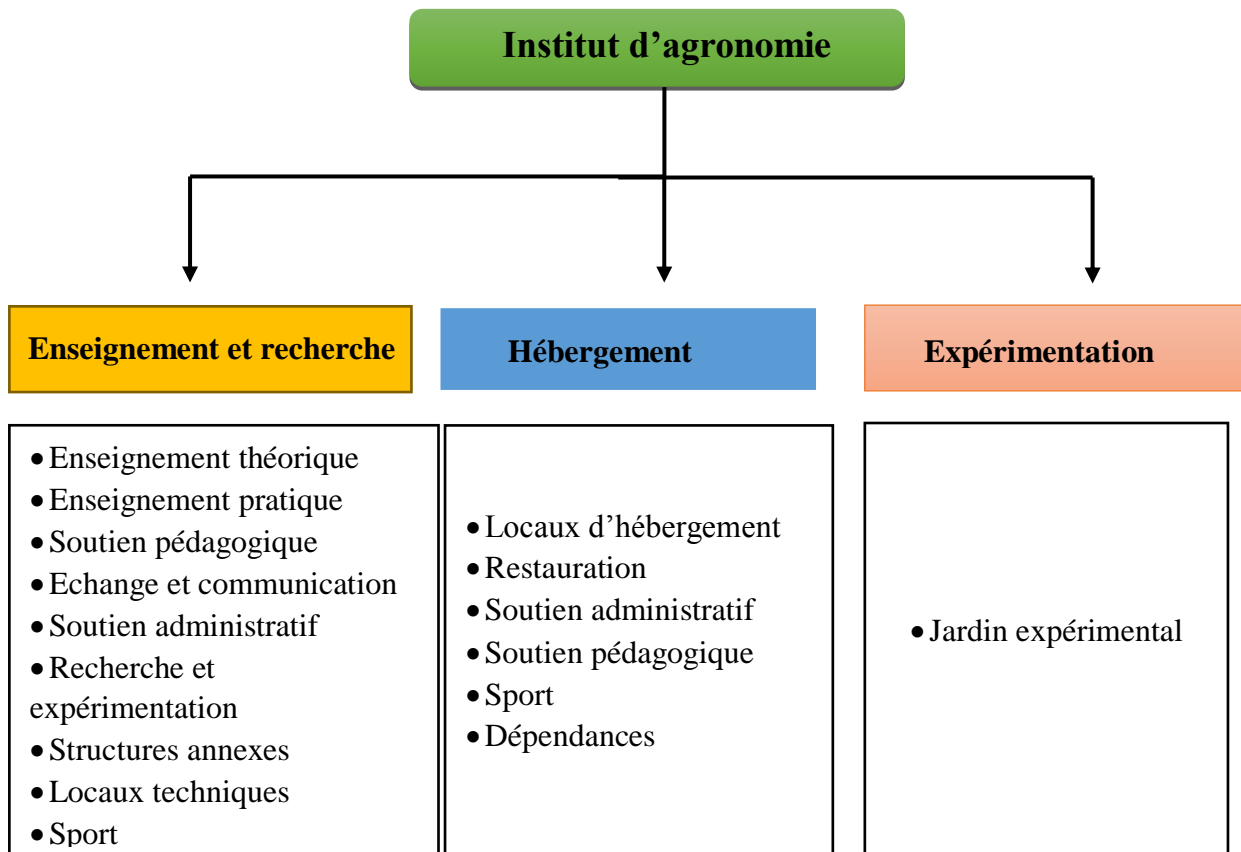 Institut d'agronomie
Enseignement et recherche
Hébergement
Expérimentation
• Enseignement théorique
• Enseignement pratique
• Soutien pédagogique
• Echange et communication
• Soutien administratif
• Recherche et
expérimentation
• Structures annexes
• Locaux techniques
• Sport
• Locaux d'hébergement
• Restauration
• Soutien administratif
• Soutien pédagogique
• Sport
• Dépendances
• Jardin expérimental